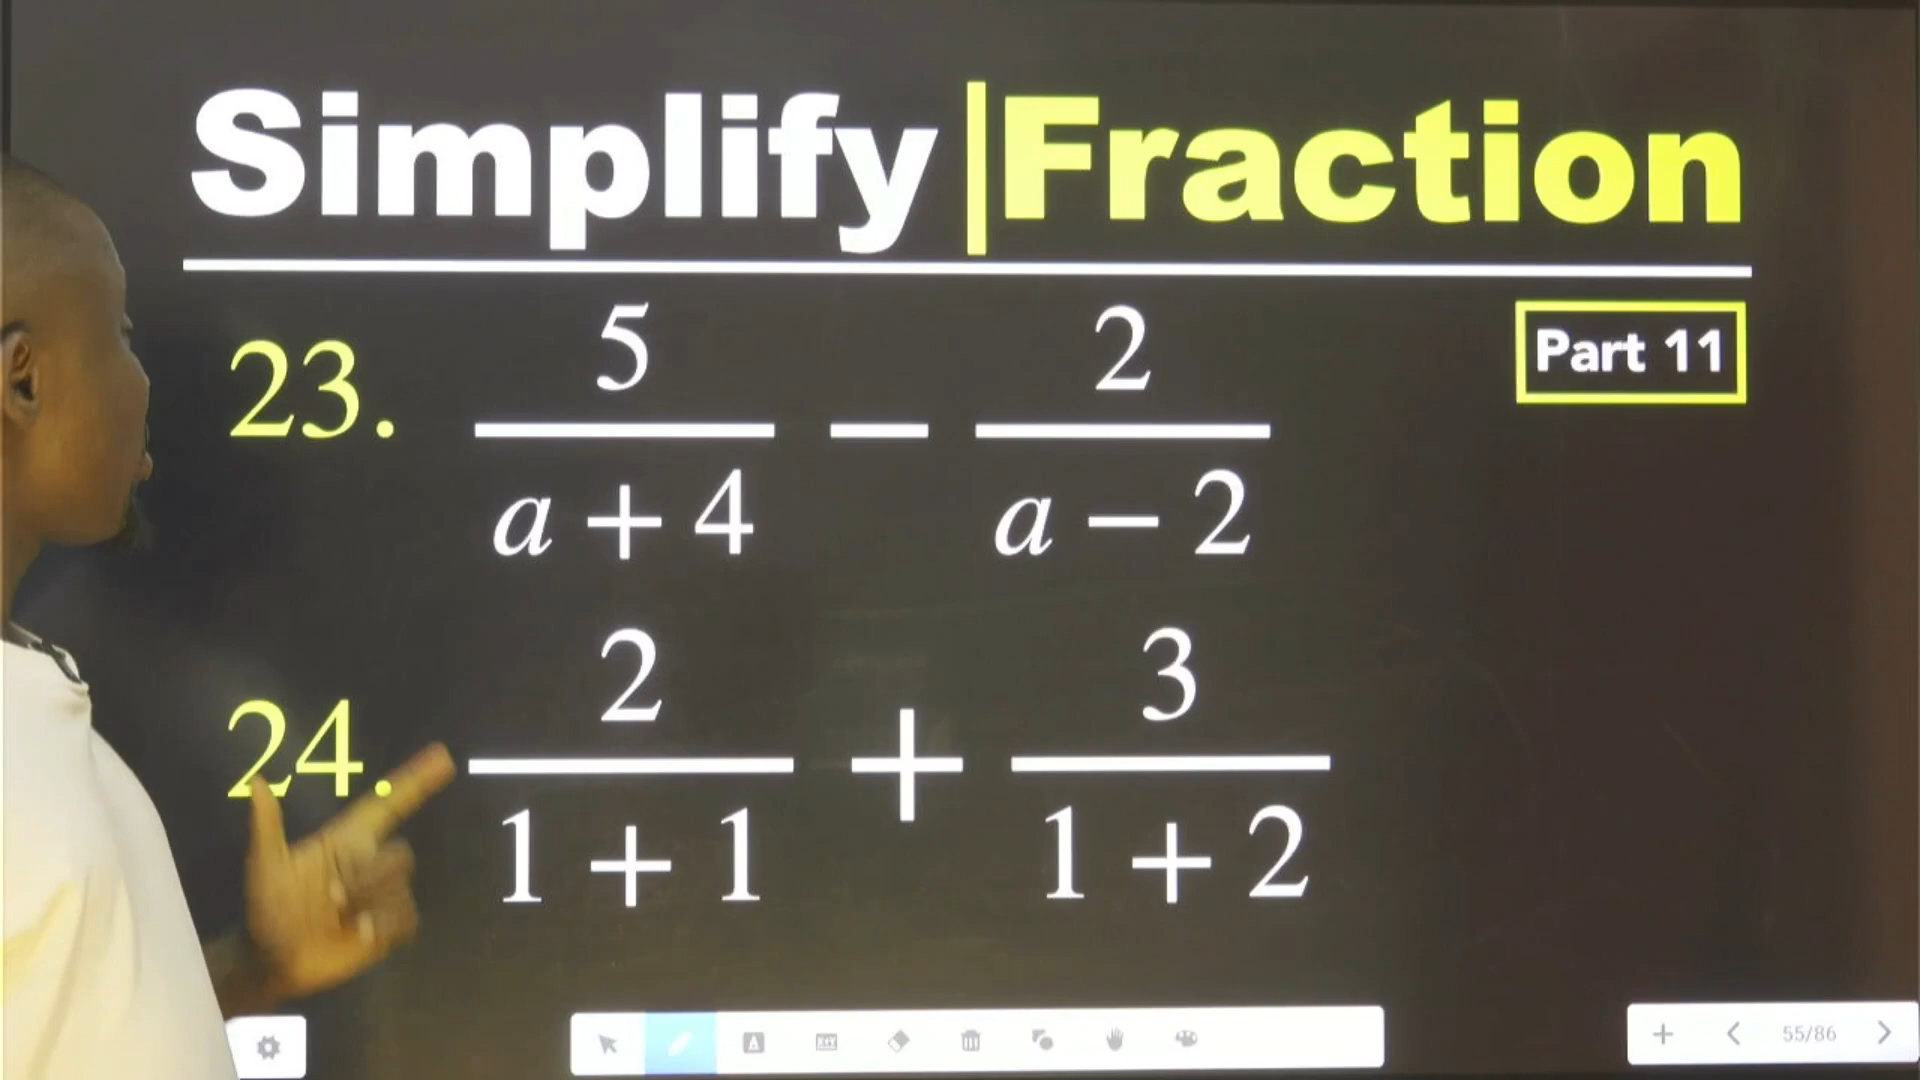 Simplify|Fraction
Part 11
23. 5/(a + 4) − 2/(a − 2)
24. 2/(1 + 1) + 3/(1 + 2)
55/86